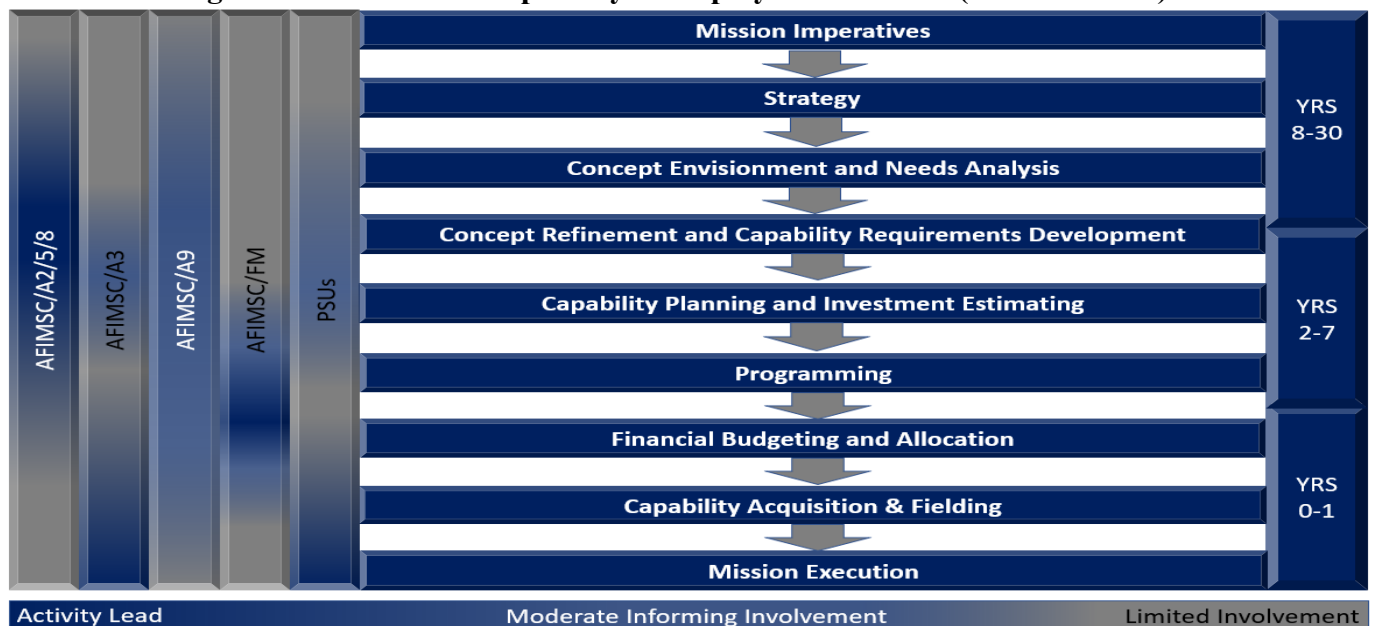 Mission Imperatives
Strategy
Concept Envisionment and Needs Analysis
Concept Refinement and Capability Requirements Development
Capability Planning and Investment Estimating
Programming
Financial Budgeting and Allocation
Capability Acquisition & Fielding
Mission Execution
AFIMSC/A2/5/8
AFIMSC/A3
AFIMSC/A9
AFIMSC/FM
PSUs
YRS
8-30
YRS
2-7
YRS
0-1
Activity Lead
Moderate Informing Involvement
Limited Involvement